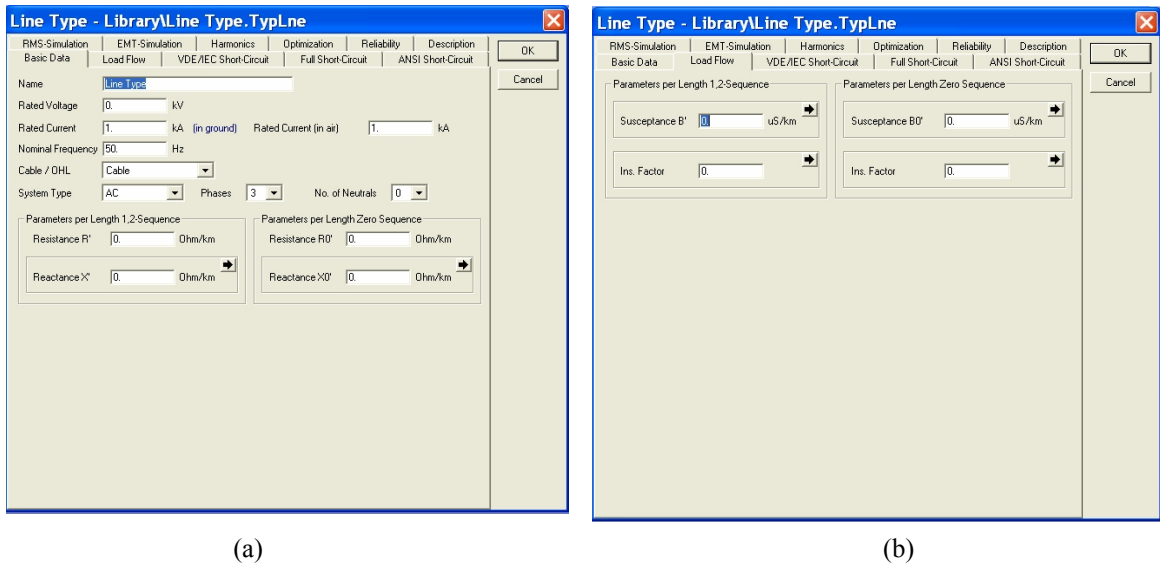 Line Type - Library\Line Type.TypLne
RMS-Simulation EMT-Simulation Harmonics Optimization Reliability Description
Basic Data Load Flow VDE/IEC Short-Circuit Full Short-Circuit ANSI Short-Circuit
OK
Cancel
Name Line Type
Rated Voltage 0. kV
Rated Current 1. kA (in ground) Rated Current (in air) 1. kA
Nominal Frequency 50. Hz
Cable / OHL Cable
System Type AC Phases 3 No. of Neutrals 0
Parameters per Length 1,2-Sequence Parameters per Length Zero Sequence
Resistance R' 0. Ohm/km Resistance R0' 0. Ohm/km
Reactance X' 0. Ohm/km Reactance X0' 0. Ohm/km
(a)
Line Type - Library\Line Type.TypLne
RMS-Simulation EMT-Simulation Harmonics Optimization Reliability Description
Basic Data Load Flow VDE/IEC Short-Circuit Full Short-Circuit ANSI Short-Circuit
OK
Cancel
Parameters per Length 1,2-Sequence Parameters per Length Zero Sequence
Susceptance B' 0. uS/km Susceptance B0' 0. uS/km
Ins. Factor 0. Ins. Factor 0.
(b)